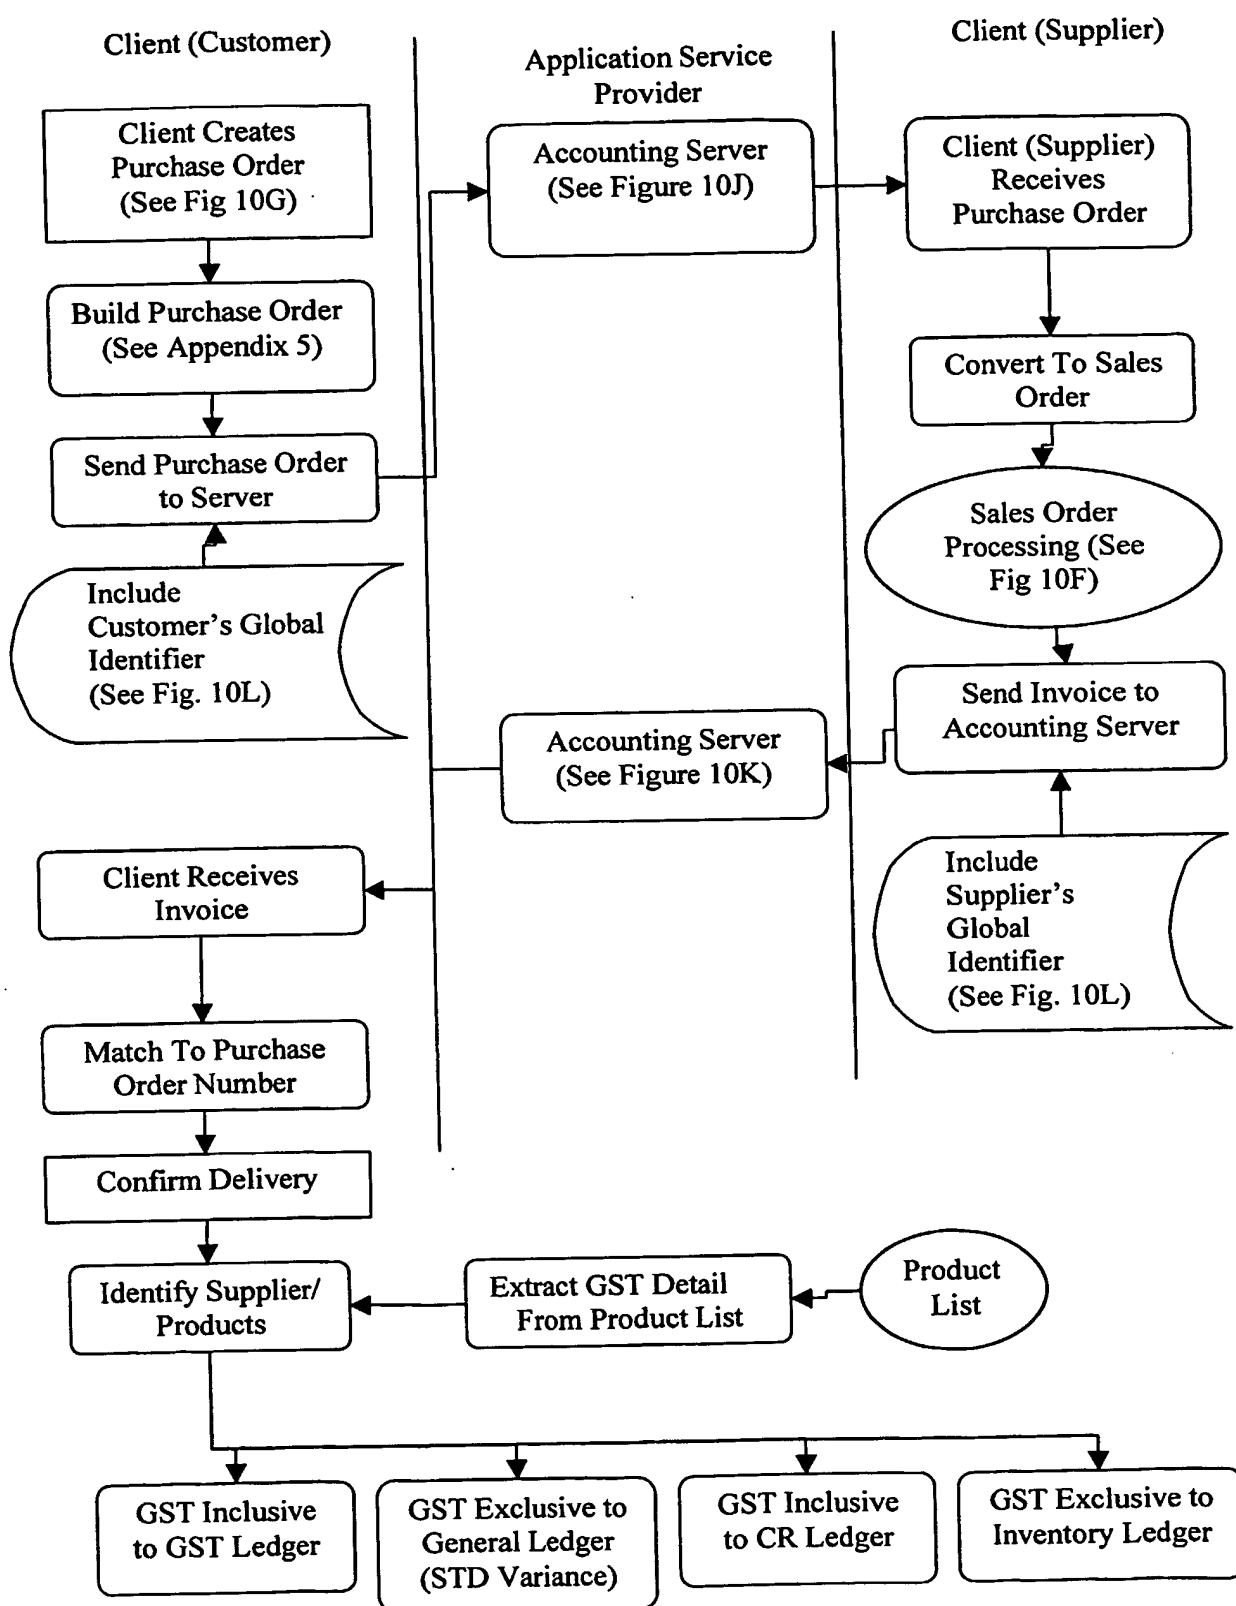 Client (Customer)
Application Service
Provider
Client (Supplier)
Client Creates
Purchase Order
(See Fig 10G)
Build Purchase Order
(See Appendix 5)
Send Purchase Order
to Server
Include
Customer's Global
Identifier
(See Fig. 10L)
Accounting Server
(See Figure 10J)
Client (Supplier)
Receives
Purchase Order
Convert To Sales
Order
Sales Order
Processing (See
Fig 10F)
Send Invoice to
Accounting Server
Include
Supplier's
Global
Identifier
(See Fig. 10L)
Accounting Server
(See Figure 10K)
Client Receives
Invoice
Match To Purchase
Order Number
Confirm Delivery
Identify Supplier/
Products
Extract GST Detail
From Product List
Product
List
GST Inclusive
to GST Ledger
GST Exclusive to
General Ledger
(STD Variance)
GST Inclusive
to CR Ledger
GST Exclusive to
Inventory Ledger